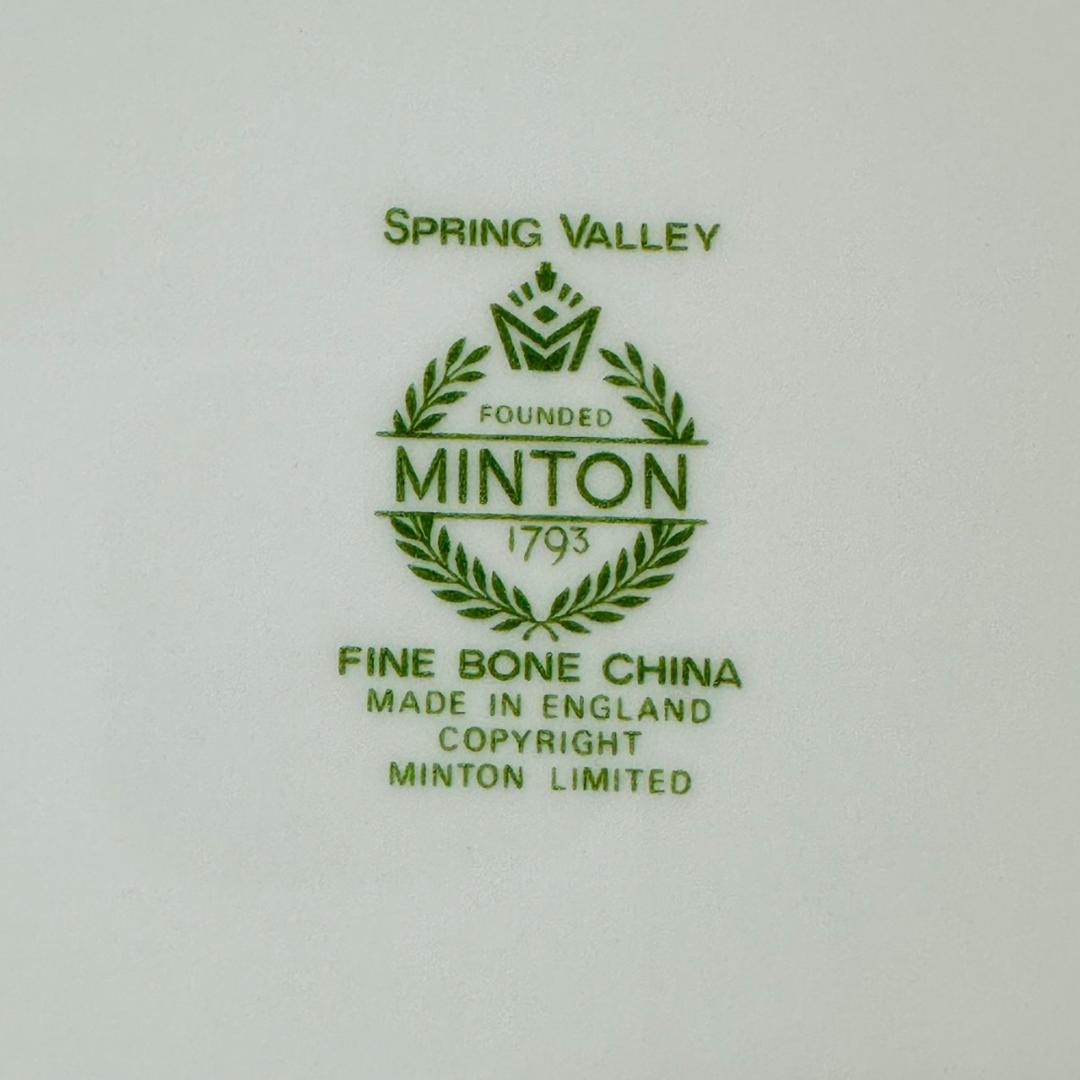 SPRING VALLEY
FOUNDED
MINTON
1793
FINE BONE CHINA
MADE IN ENGLAND
COPYRIGHT
MINTON LIMITED